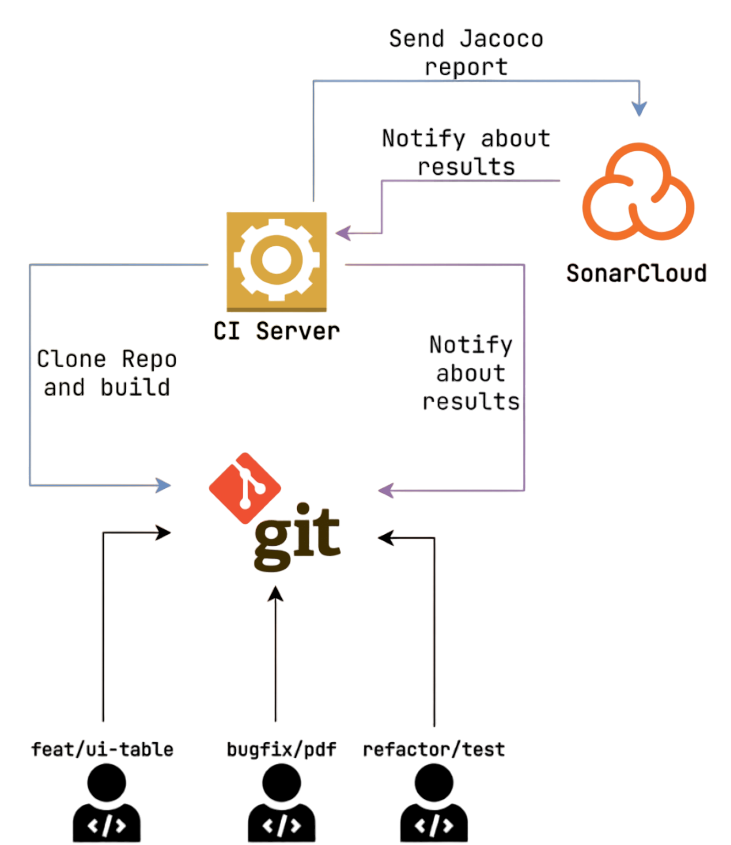 Send Jacoco
report
Notify about
results
SonarCloud
CI Server
Clone Repo
and build
Notify
about
results
git
feat/ui-table
bugfix/pdf
refactor/test
</>
</>
</>